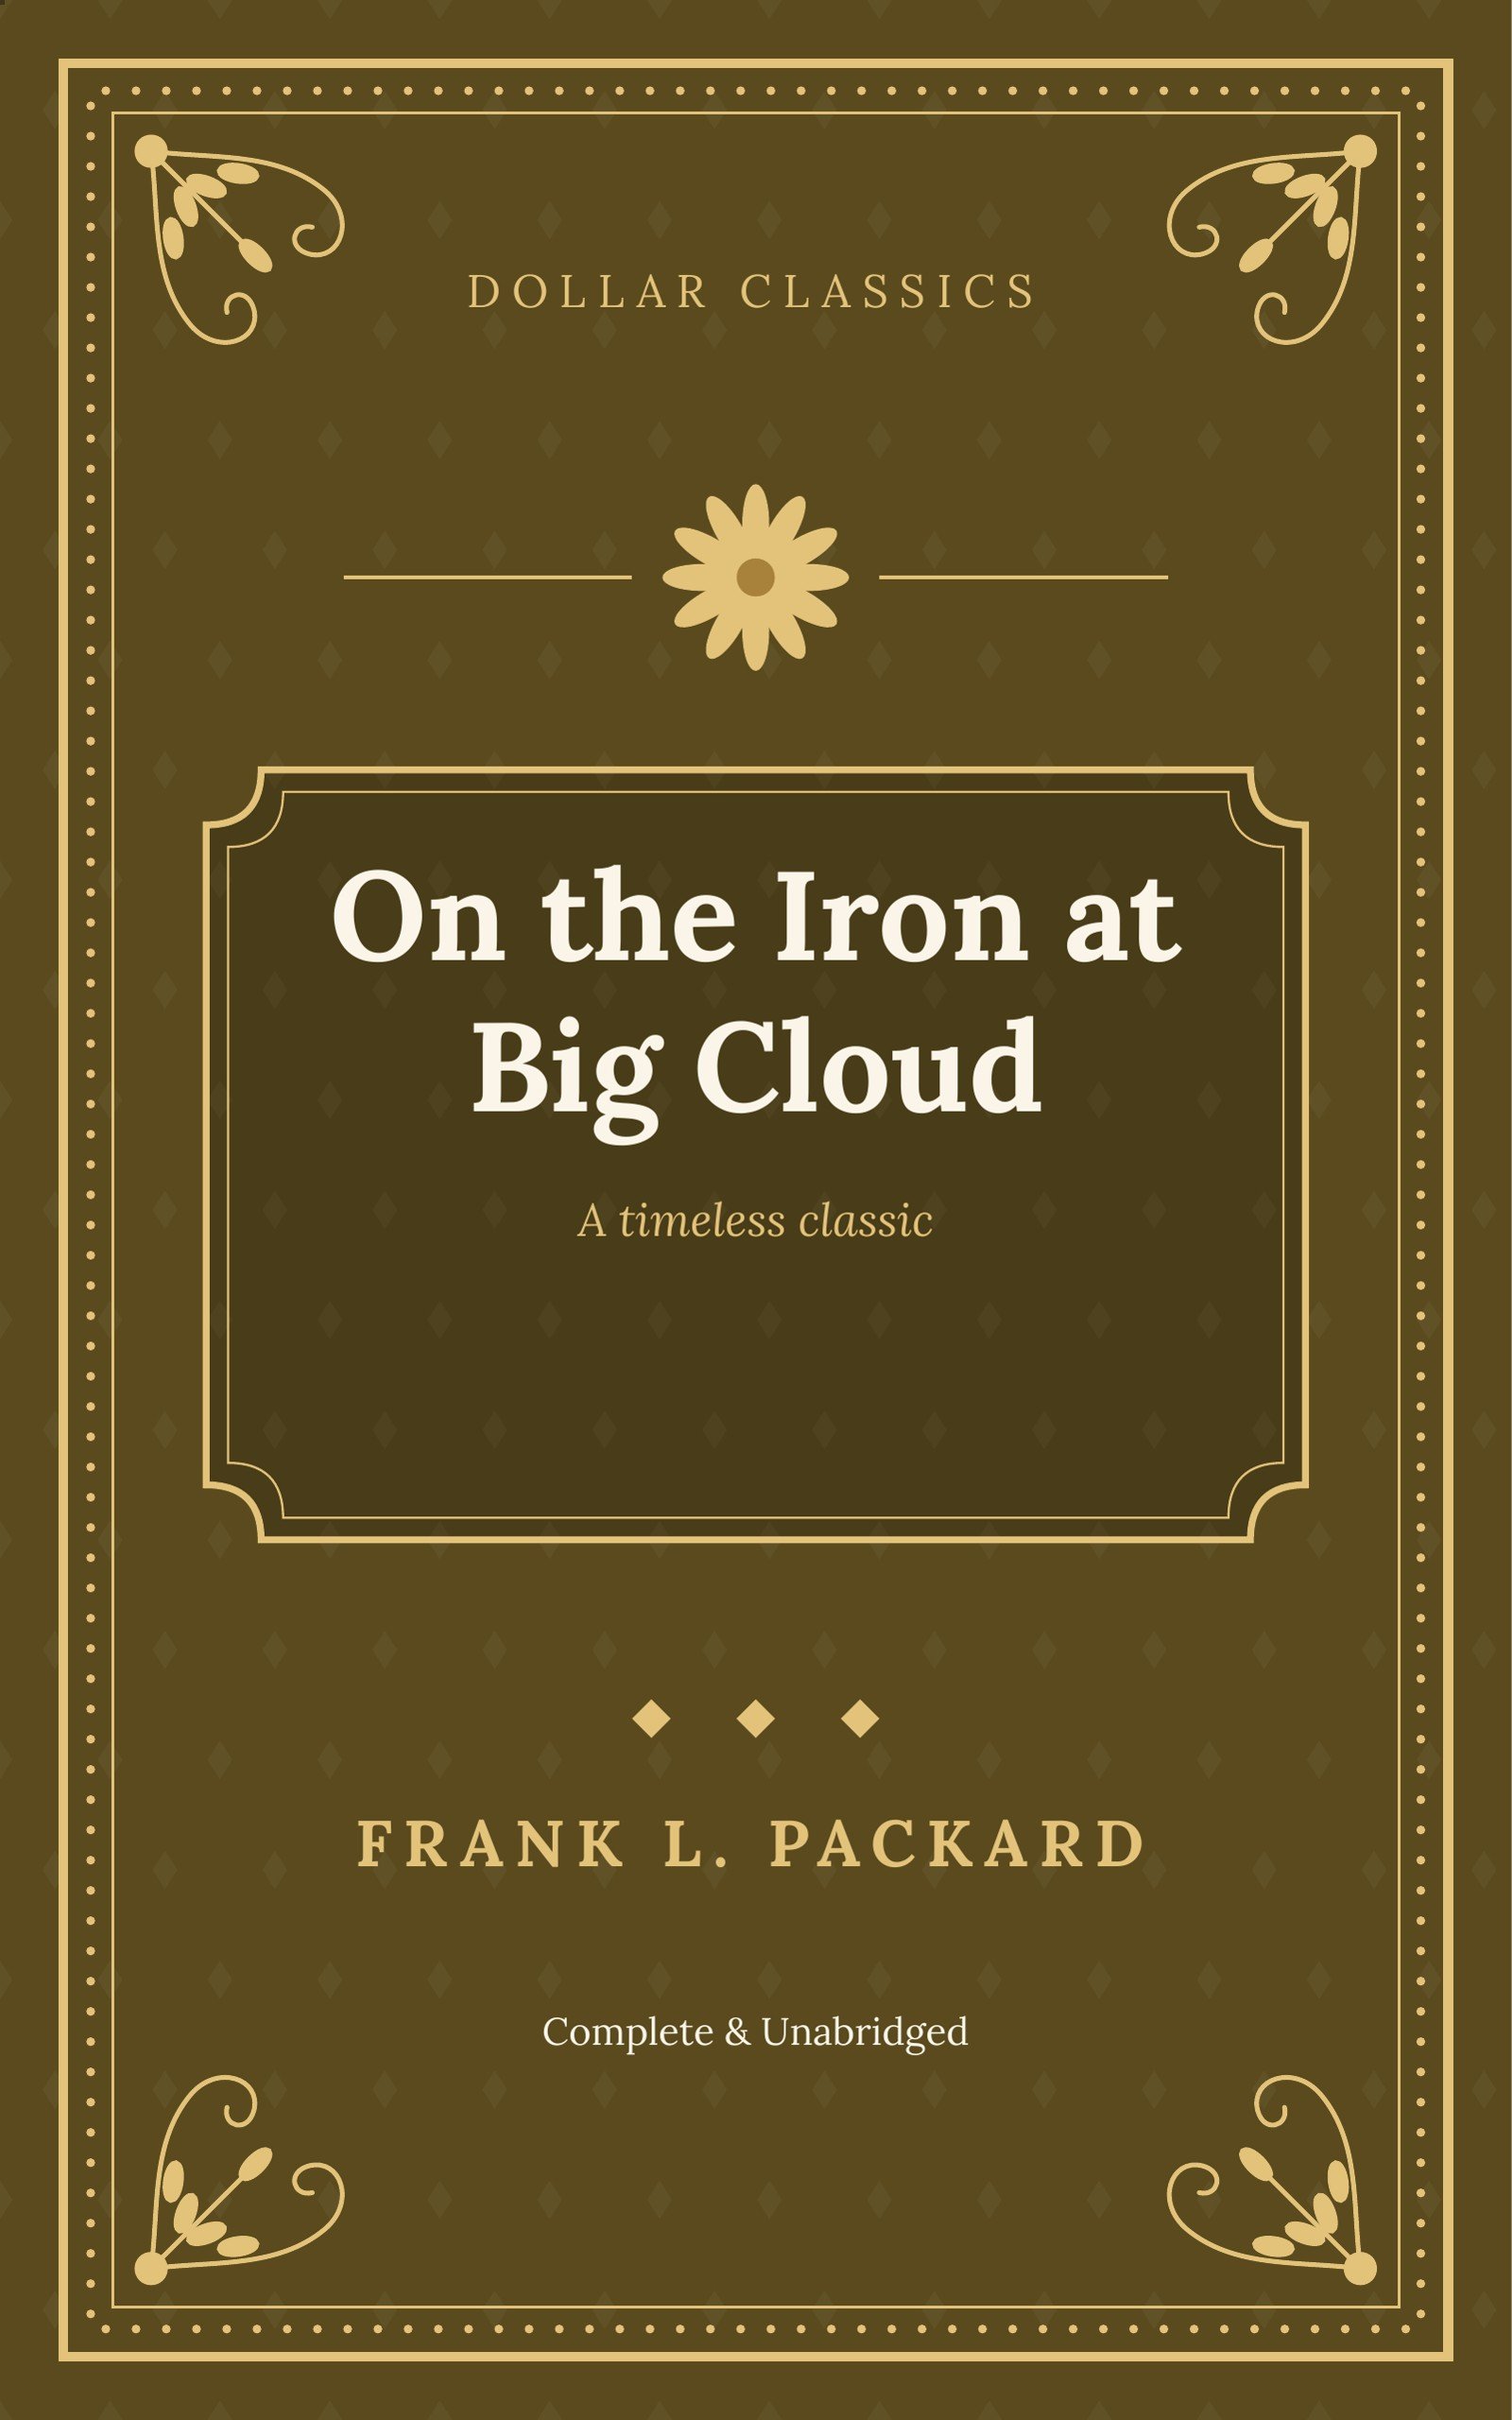 DOLLAR CLASSICS
On the Iron at
Big Cloud
A timeless classic
FRANK L. PACKARD
Complete & Unabridged